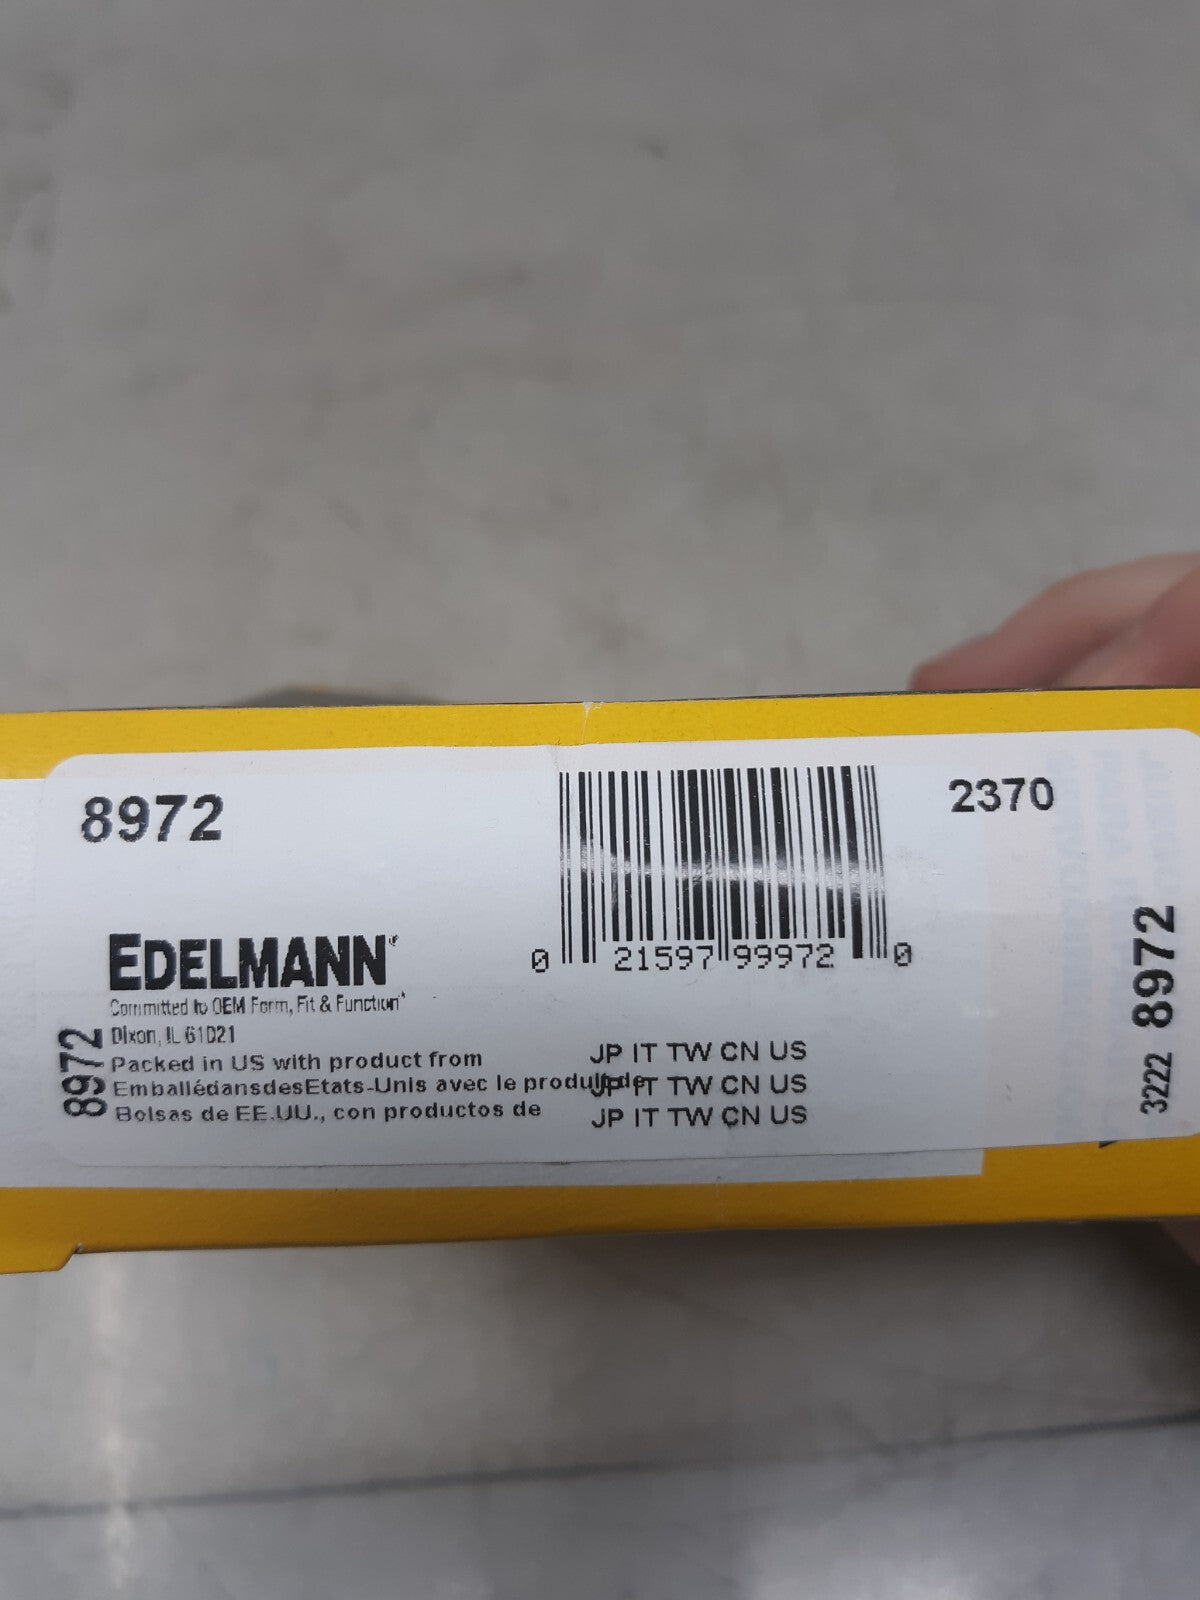 8972
2370
0 21597 99972 0
EDELMANN
Committed to OEM Form, Fit & Function
Dixon, IL 61021
Packed in US with product from JP IT TW CN US
EmballédansdesEtats-Unis avec le produit de JP IT TW CN US
Bolsas de EE.UU., con productos de JP IT TW CN US
8972
3222 8972